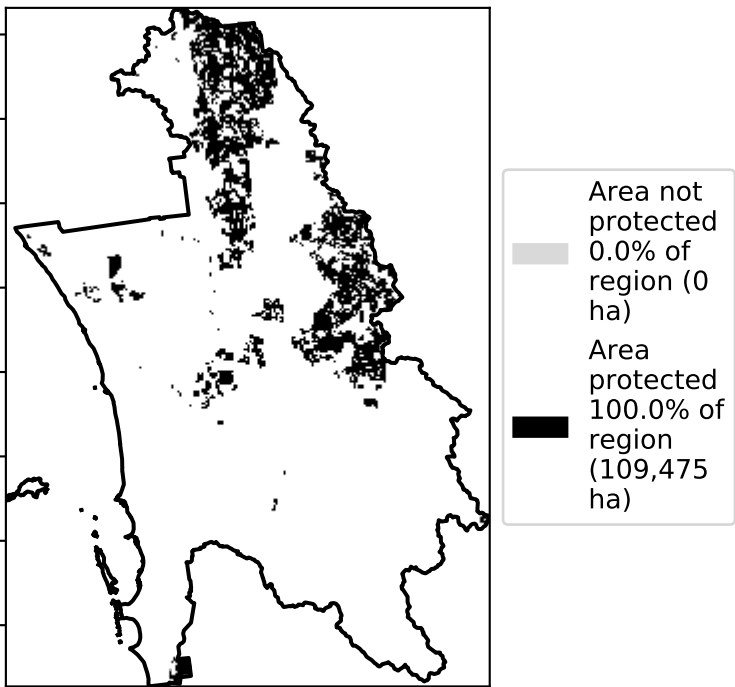 Area not
protected
0.0% of
region (0
ha)
Area
protected
100.0% of
region
(109,475
ha)